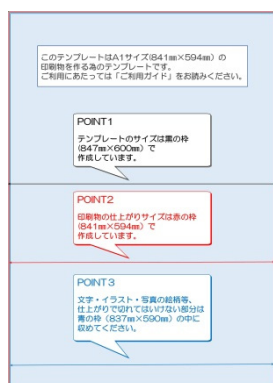 このテンプレートはA1サイズ(841㎜×594㎜)の
印刷物を作る為のテンプレートです。
ご利用にあたっては「ご利用ガイド」をお読みください。
POINT1
テンプレートのサイズは黒の枠
(847㎜×600㎜)で
作成しています。
POINT2
印刷物の仕上がりサイズは赤の枠
(841㎜×594㎜)で
作成しています。
POINT3
文字・イラスト・写真の絵柄等、
仕上がりで切れてはいけない部分は
青の枠(837㎜×590㎜)の中に
収めてください。